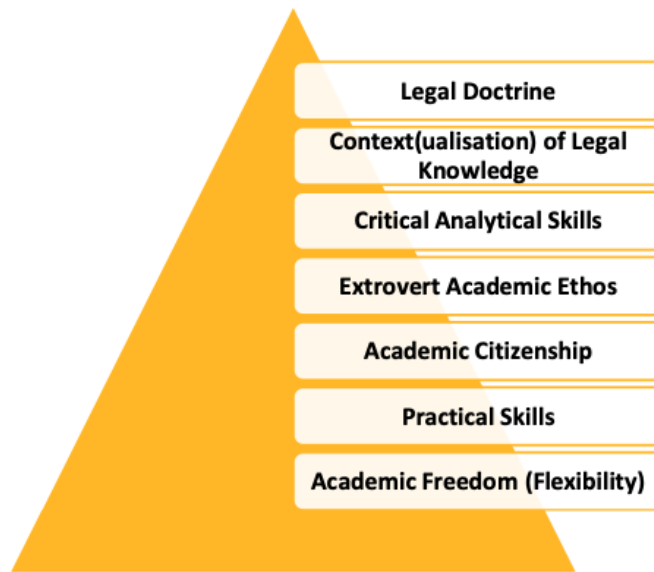 Legal Doctrine
Context(ualisation) of Legal
Knowledge
Critical Analytical Skills
Extrovert Academic Ethos
Academic Citizenship
Practical Skills
Academic Freedom (Flexibility)